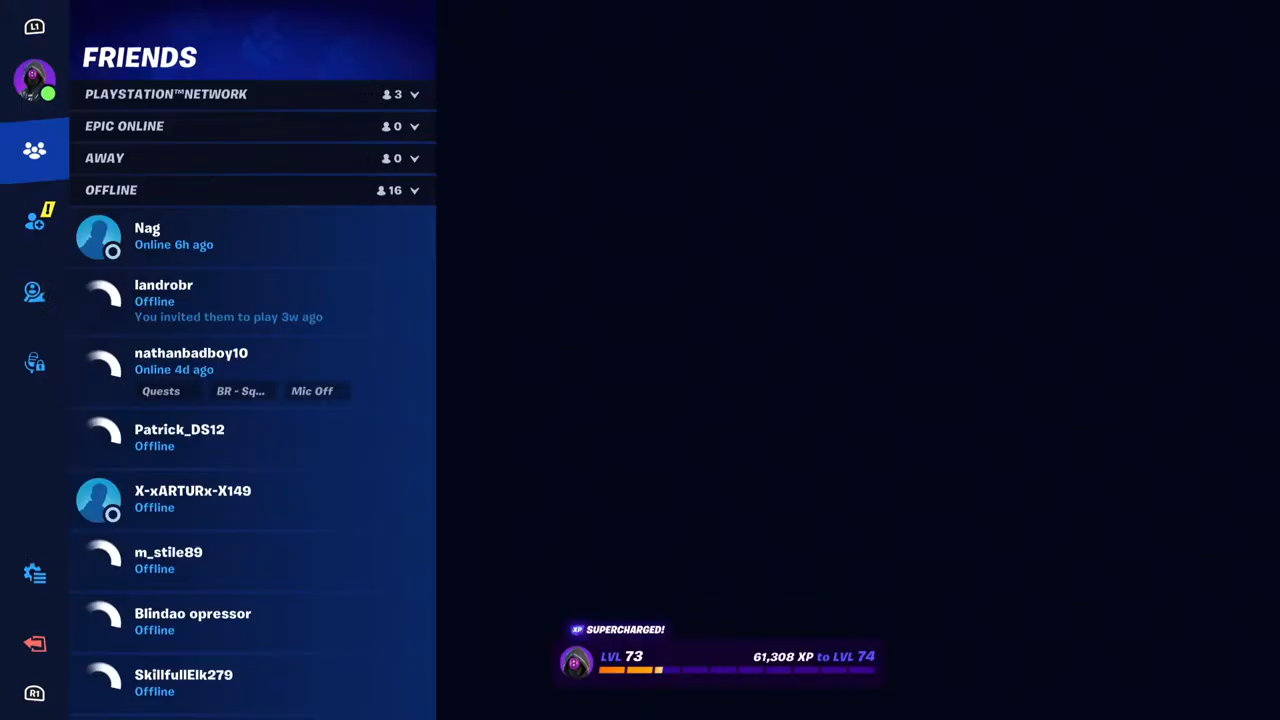 L1
FRIENDS
PLAYSTATION™NETWORK 3
EPIC ONLINE 0
AWAY 0
OFFLINE 16
Nag
Online 6h ago
landrobr
Offline
You invited them to play 3w ago
nathanbadboy10
Online 4d ago
Quests BR - Sq... Mic Off
Patrick_DS12
Offline
X-xARTURx-X149
Offline
m_stile89
Offline
Blindao opressor
Offline
SkillfullElk279
Offline
R1
XP SUPERCHARGED!
LVL 73 61,308 XP to LVL 74